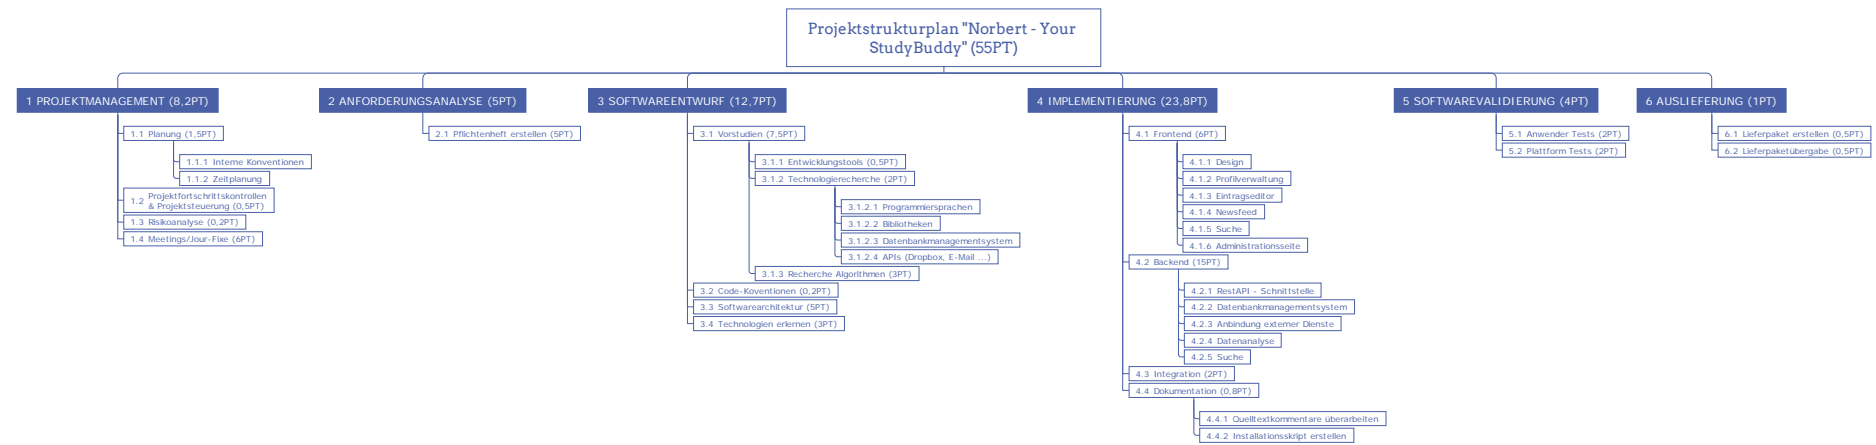 Projektstrukturplan "Norbert - Your
StudyBuddy" (55PT)
1 PROJEKTMANAGEMENT (8,2PT)
1.1 Planung (1,5PT)
1.1.1 Interne Konventionen
1.1.2 Zeitplanung
1.2 Projektfortschrittskontrollen
& Projektsteuerung (0,5PT)
1.3 Risikoanalyse (0,2PT)
1.4 Meetings/Jour-Fixe (6PT)
2 ANFORDERUNGSANALYSE (5PT)
2.1 Pflichtenheft erstellen (5PT)
3 SOFTWAREENTWURF (12,7PT)
3.1 Vorstudien (7,5PT)
3.1.1 Entwicklungstools (0,5PT)
3.1.2 Technologierecherche (2PT)
3.1.2.1 Programmiersprachen
3.1.2.2 Bibliotheken
3.1.2.3 Datenbankmanagementsystem
3.1.2.4 APIs (Dropbox, E-Mail ...)
3.1.3 Recherche Algorithmen (3PT)
3.2 Code-Koventionen (0,2PT)
3.3 Softwarearchitektur (5PT)
3.4 Technologien erlernen (3PT)
4 IMPLEMENTIERUNG (23,8PT)
4.1 Frontend (6PT)
4.1.1 Design
4.1.2 Profilverwaltung
4.1.3 Eintragseditor
4.1.4 Newsfeed
4.1.5 Suche
4.1.6 Administrationsseite
4.2 Backend (15PT)
4.2.1 RestAPI - Schnittstelle
4.2.2 Datenbankmanagementsystem
4.2.3 Anbindung externer Dienste
4.2.4 Datenanalyse
4.2.5 Suche
4.3 Integration (2PT)
4.4 Dokumentation (0,8PT)
4.4.1 Quelltextkommentare überarbeiten
4.4.2 Installationsskript erstellen
5 SOFTWAREVALIDIERUNG (4PT)
5.1 Anwender Tests (2PT)
5.2 Plattform Tests (2PT)
6 AUSLIEFERUNG (1PT)
6.1 Lieferpaket erstellen (0,5PT)
6.2 Lieferpaketübergabe (0,5PT)